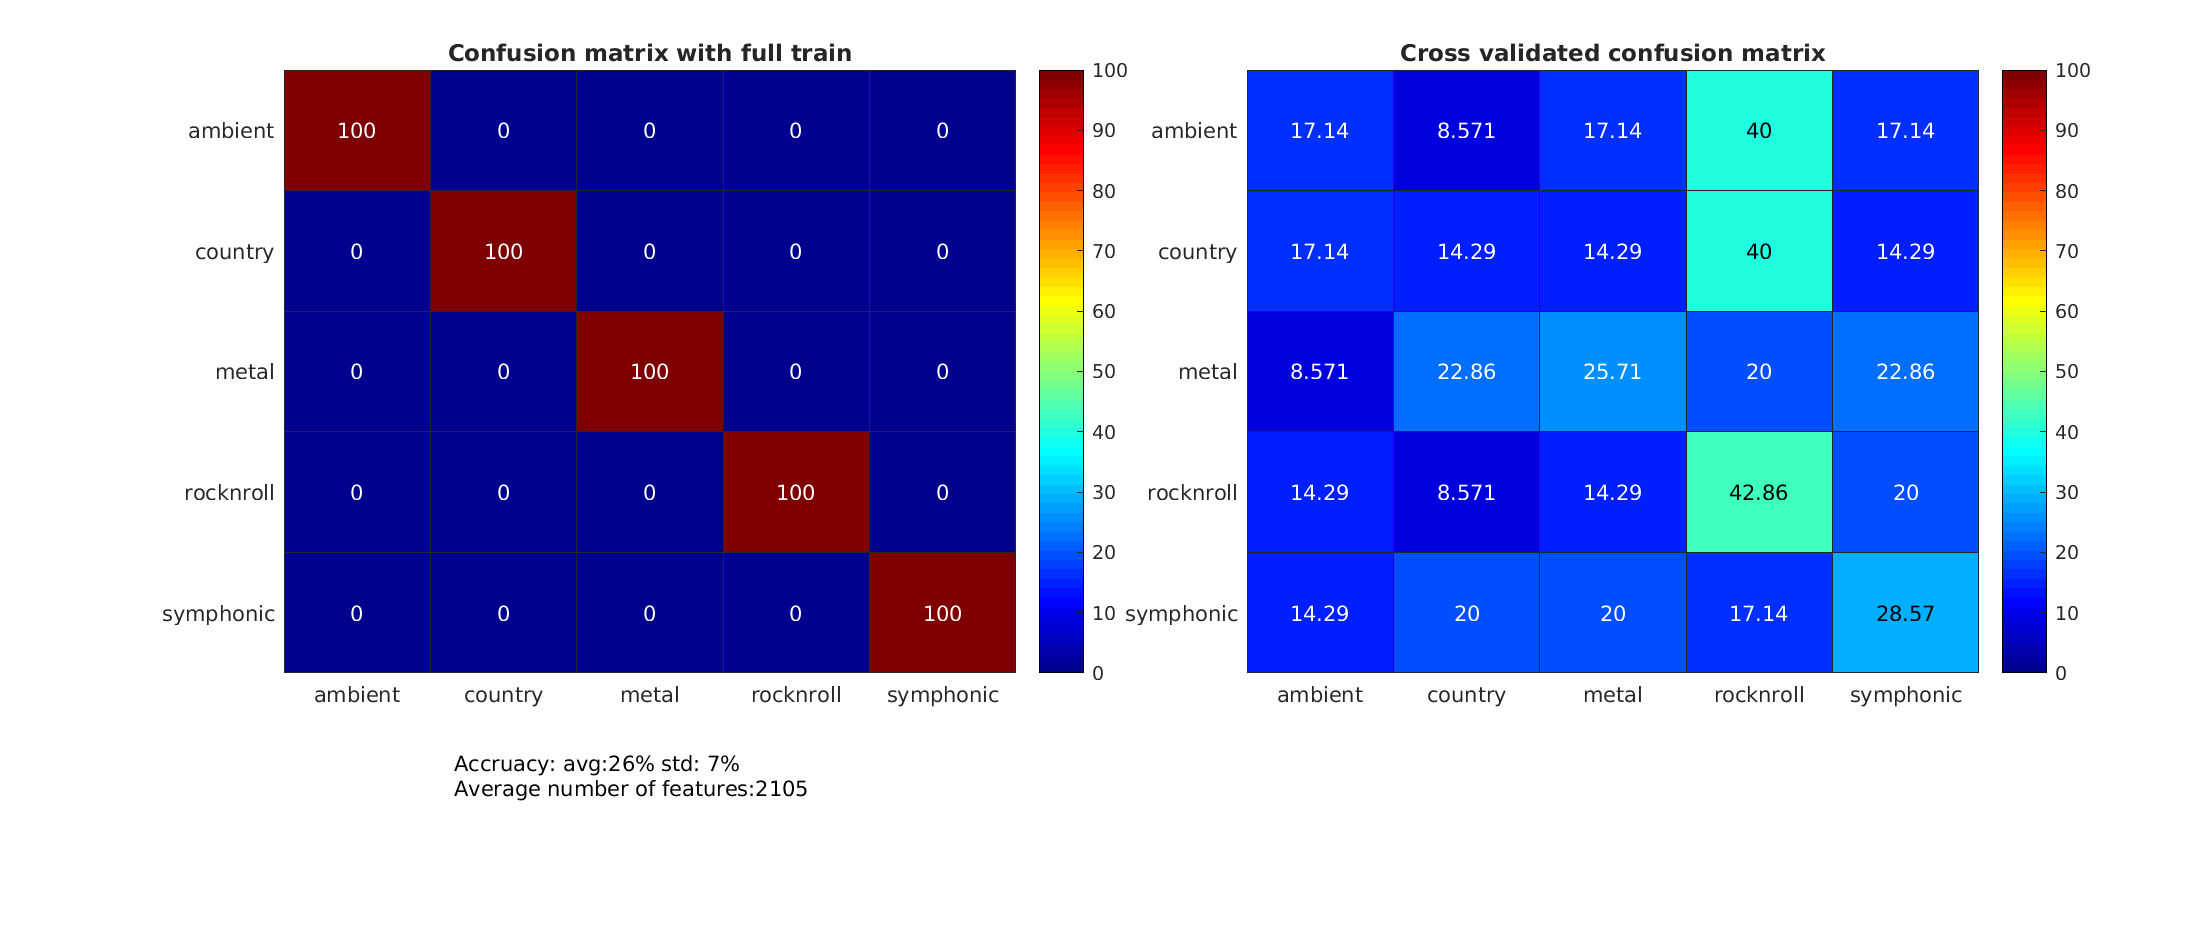 Confusion matrix with full train
ambient 100 0 0 0 0
country 0 100 0 0 0
metal 0 0 100 0 0
rocknroll 0 0 0 100 0
symphonic 0 0 0 0 100
ambient country metal rocknroll symphonic
100
90
80
70
60
50
40
30
20
10
0
Accruacy: avg:26% std: 7%
Average number of features:2105
Cross validated confusion matrix
ambient 17.14 8.571 17.14 40 17.14
country 17.14 14.29 14.29 40 14.29
metal 8.571 22.86 25.71 20 22.86
rocknroll 14.29 8.571 14.29 42.86 20
symphonic 14.29 20 20 17.14 28.57
ambient country metal rocknroll symphonic
100
90
80
70
60
50
40
30
20
10
0